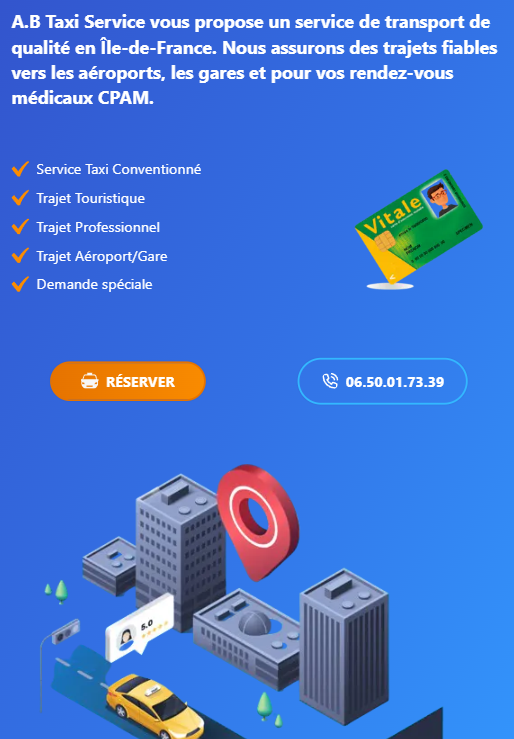 A.B Taxi Service vous propose un service de transport de
qualité en Île-de-France. Nous assurons des trajets fiables
vers les aéroports, les gares et pour vos rendez-vous
médicaux CPAM.
Service Taxi Conventionné
Trajet Touristique
Trajet Professionnel
Trajet Aéroport/Gare
Demande spéciale
Vitale
RÉSERVER
06.50.01.73.39
5.0